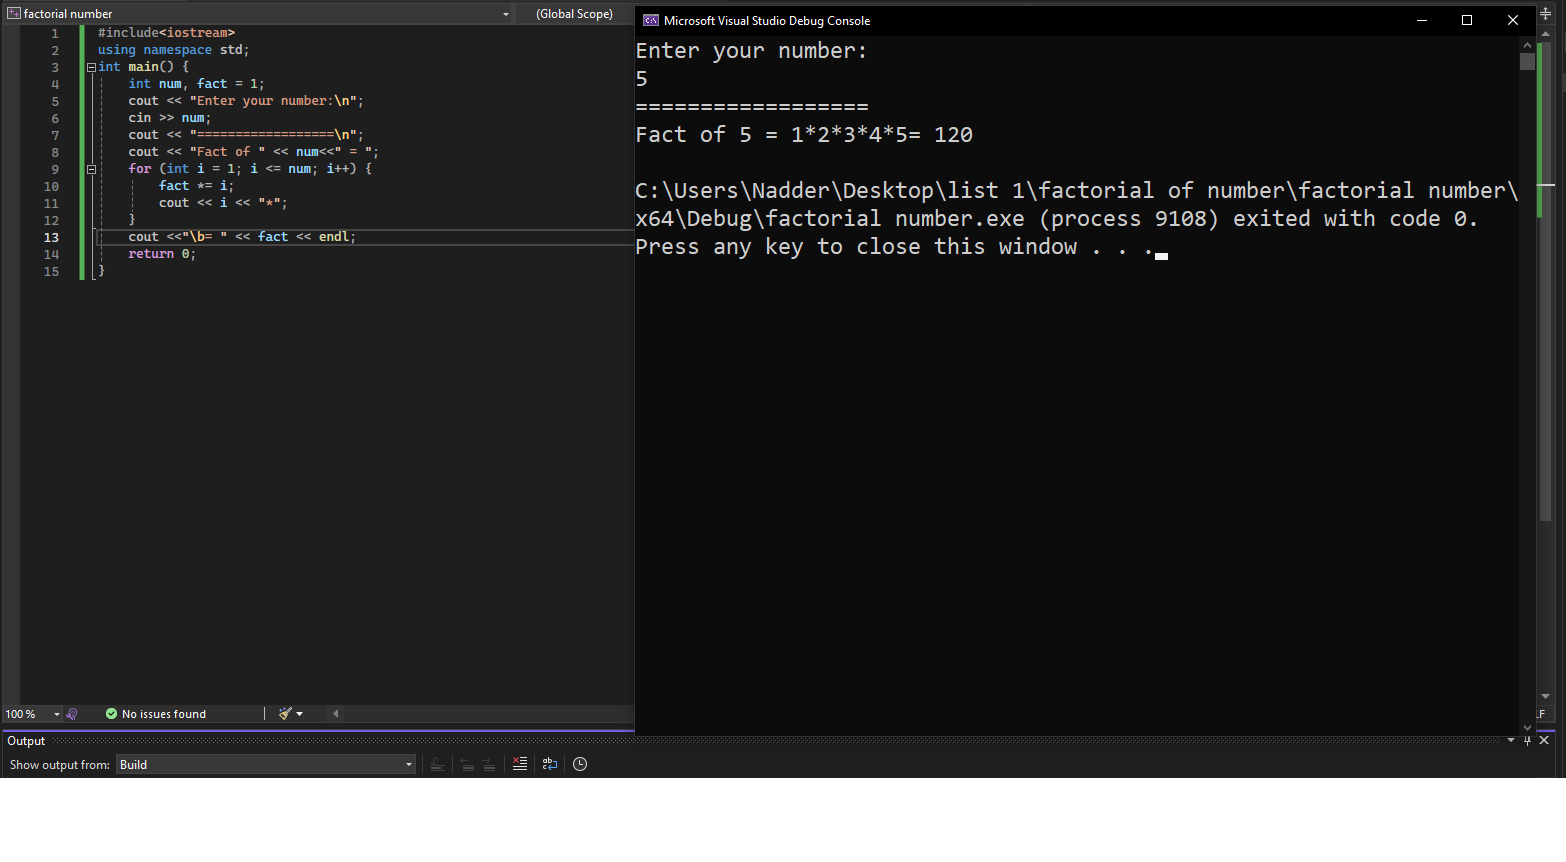 factorial number
(Global Scope)
1 #include<iostream>
2 using namespace std;
3 int main() {
4 int num, fact = 1;
5 cout << "Enter your number:\n";
6 cin >> num;
7 cout << "==================\n";
8 cout << "Fact of " << num<<" = ";
9 for (int i = 1; i <= num; i++) {
10 fact *= i;
11 cout << i << "*";
12 }
13 cout <<"\b= " << fact << endl;
14 return 0;
15 }
Microsoft Visual Studio Debug Console
Enter your number:
5
==================
Fact of 5 = 1*2*3*4*5= 120
C:\Users\Nadder\Desktop\list 1\factorial of number\factorial number\
x64\Debug\factorial number.exe (process 9108) exited with code 0.
Press any key to close this window . . .
100 %
No issues found
Output
Show output from: Build